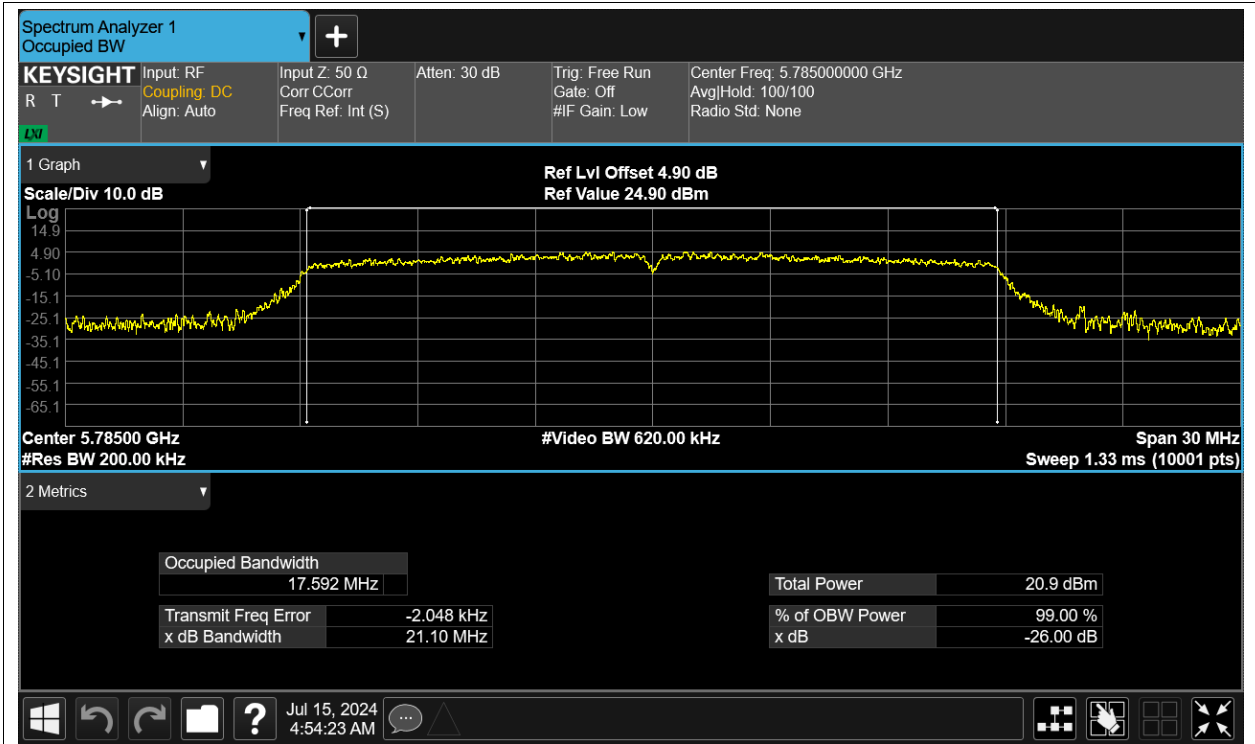 Spectrum Analyzer 1
Occupied BW
KEYSIGHT
R T
LXI
Input: RF
Coupling: DC
Align: Auto
Input Z: 50 Ω
Corr CCorr
Freq Ref: Int (S)
Atten: 30 dB
Trig: Free Run
Gate: Off
#IF Gain: Low
Center Freq: 5.785000000 GHz
Avg|Hold: 100/100
Radio Std: None
1 Graph
Ref Lvl Offset 4.90 dB
Scale/Div 10.0 dB
Ref Value 24.90 dBm
Log
14.9
4.90
-5.10
-15.1
-25.1
-35.1
-45.1
-55.1
-65.1
Center 5.78500 GHz
#Video BW 620.00 kHz
Span 30 MHz
#Res BW 200.00 kHz
Sweep 1.33 ms (10001 pts)
2 Metrics
Occupied Bandwidth
17.592 MHz
Transmit Freq Error -2.048 kHz
x dB Bandwidth 21.10 MHz
Total Power 20.9 dBm
% of OBW Power 99.00 %
x dB -26.00 dB
?
Jul 15, 2024
4:54:23 AM